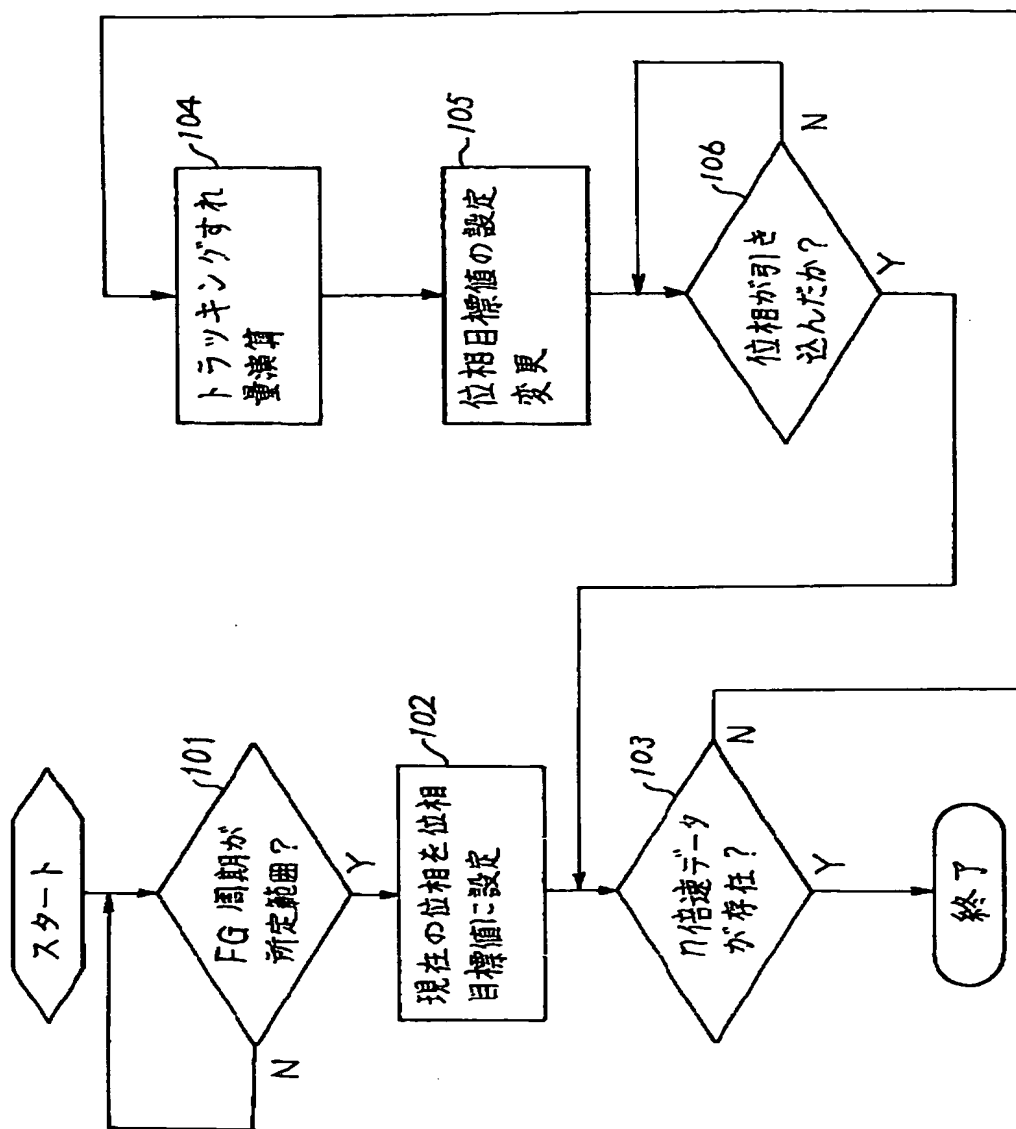 スタート
101
FG周期が
所定範囲?
N
Y
102
現在の位相を位相
目標値に設定
103
n倍速データ
が存在?
N
Y
終了
104
トラッキングずれ
量演算
105
位相目標値の設定
変更
106
位相が引き
込んだか?
N
Y